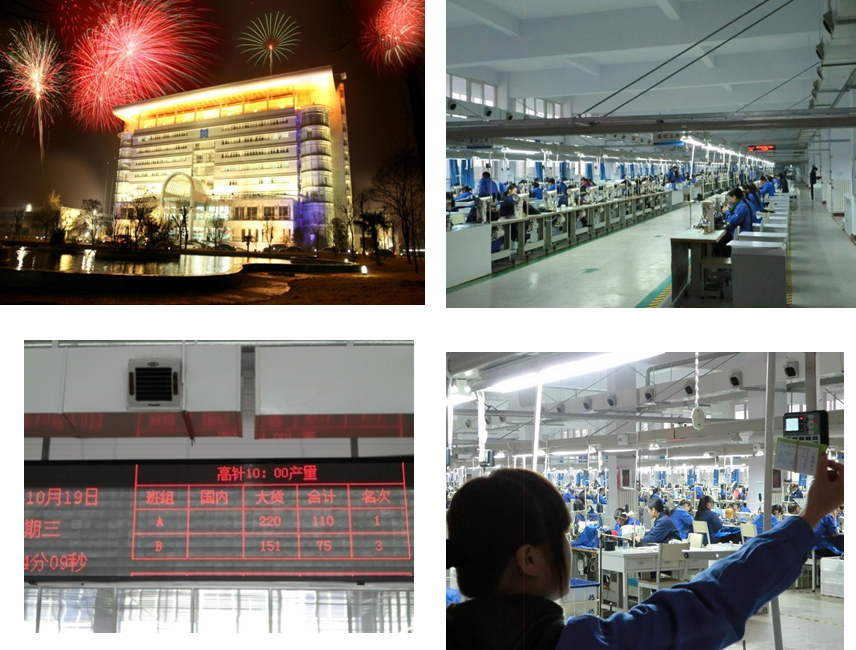 高针10：00产量
10月19日
期三
分09秒
班组 国内 大货 合计 名次
A 220 110 1
B 151 75 3